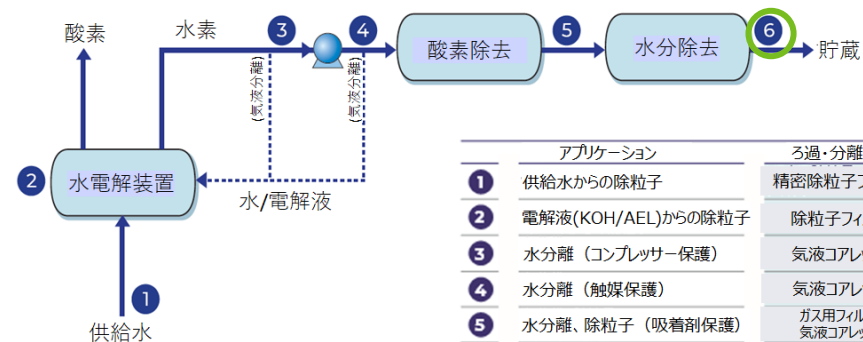 酸素
水素
3
4
5
6
酸素除去
水分除去
貯蔵
(気液分離)
(気液分離)
2
水電解装置
水/電解液
1
供給水
アプリケーション
ろ過・分離
1
供給水からの除粒子
精密除粒子フ
2
電解液(KOH/AEL)からの除粒子
除粒子フィ
3
水分離（コンプレッサー保護）
気液コアレッ
4
水分離（触媒保護）
気液コアレ
5
水分離、除粒子（吸着剤保護）
ガス用フィル
気液コアレッ